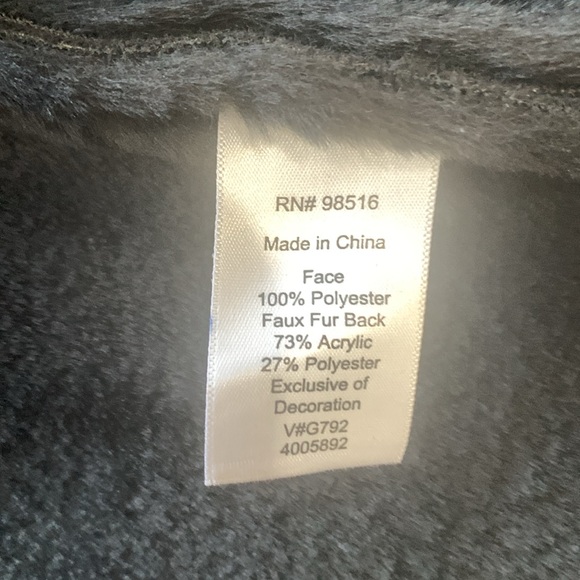 RN# 98516
Made in China
Face
100% Polyester
Faux Fur Back
73% Acrylic
27% Polyester
Exclusive of
Decoration
V#G792
4005892